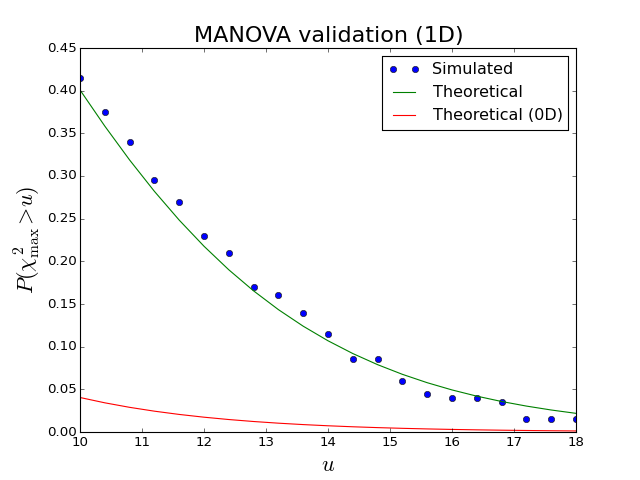 MANOVA validation (1D)
Simulated
Theoretical
Theoretical (0D)
P(χ²max > u)
0.45
0.40
0.35
0.30
0.25
0.20
0.15
0.10
0.05
0.00
10 11 12 13 14 15 16 17 18
u